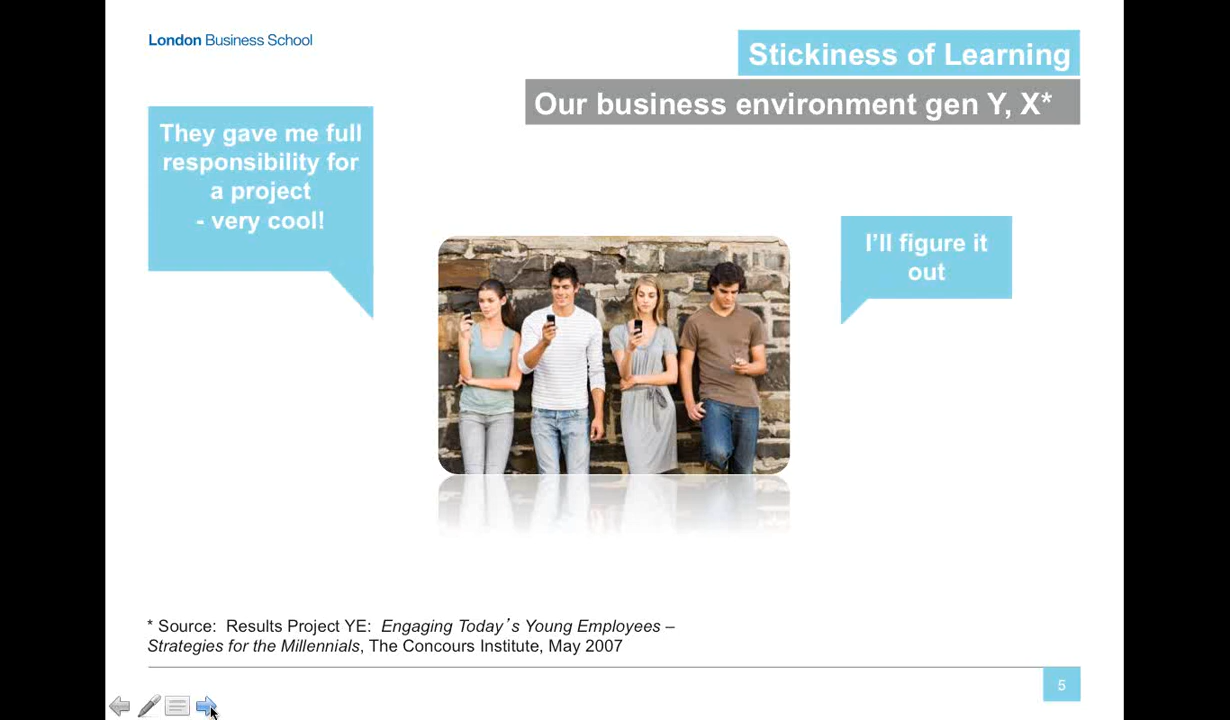 London Business School
Stickiness of Learning
Our business environment gen Y, X*
They gave me full
responsibility for
a project
- very cool!
I’ll figure it
out
* Source:  Results Project YE:  Engaging Today’s Young Employees –
Strategies for the Millennials, The Concours Institute, May 2007
5